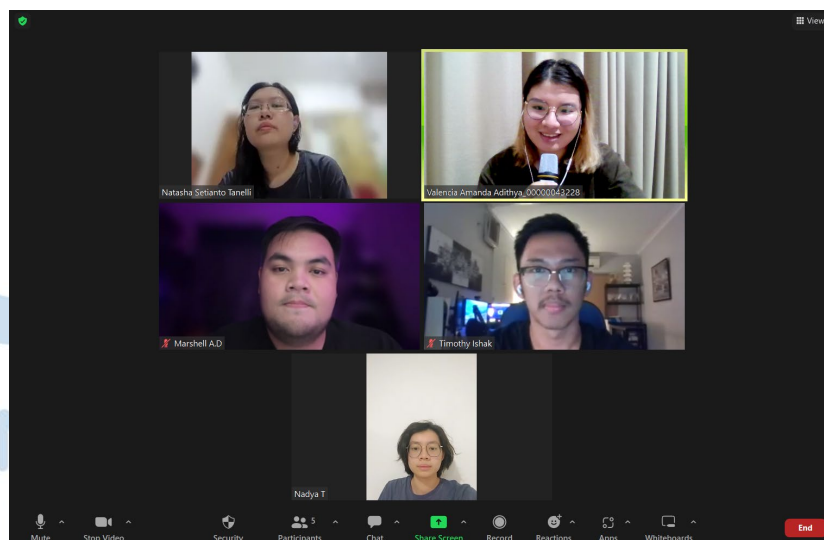 View
Natasha Setianto Tanelli
Valencia Amanda Adithya_00000043228
Marshell A.D
Timothy Ishak
Nadya T
5
Mute
Stop Video
Security
Participants
Chat
Share Screen
Record
Reactions
Apps
Whiteboards
End